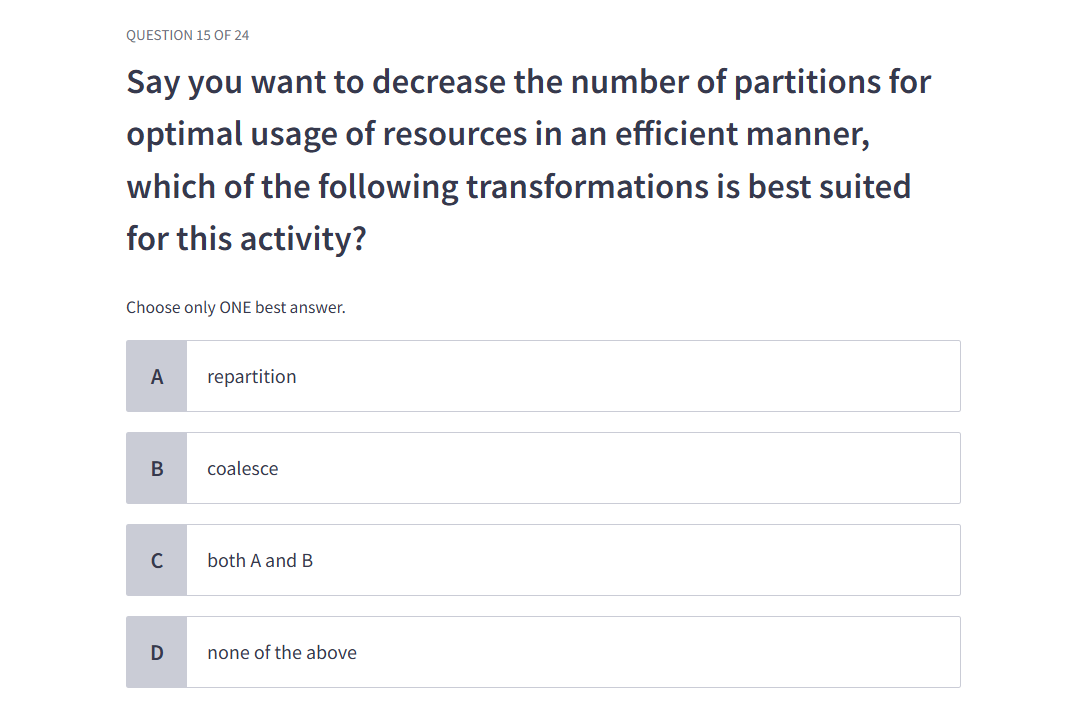 QUESTION 15 OF 24
Say you want to decrease the number of partitions for
optimal usage of resources in an efficient manner,
which of the following transformations is best suited
for this activity?
Choose only ONE best answer.
A repartition
B coalesce
C both A and B
D none of the above